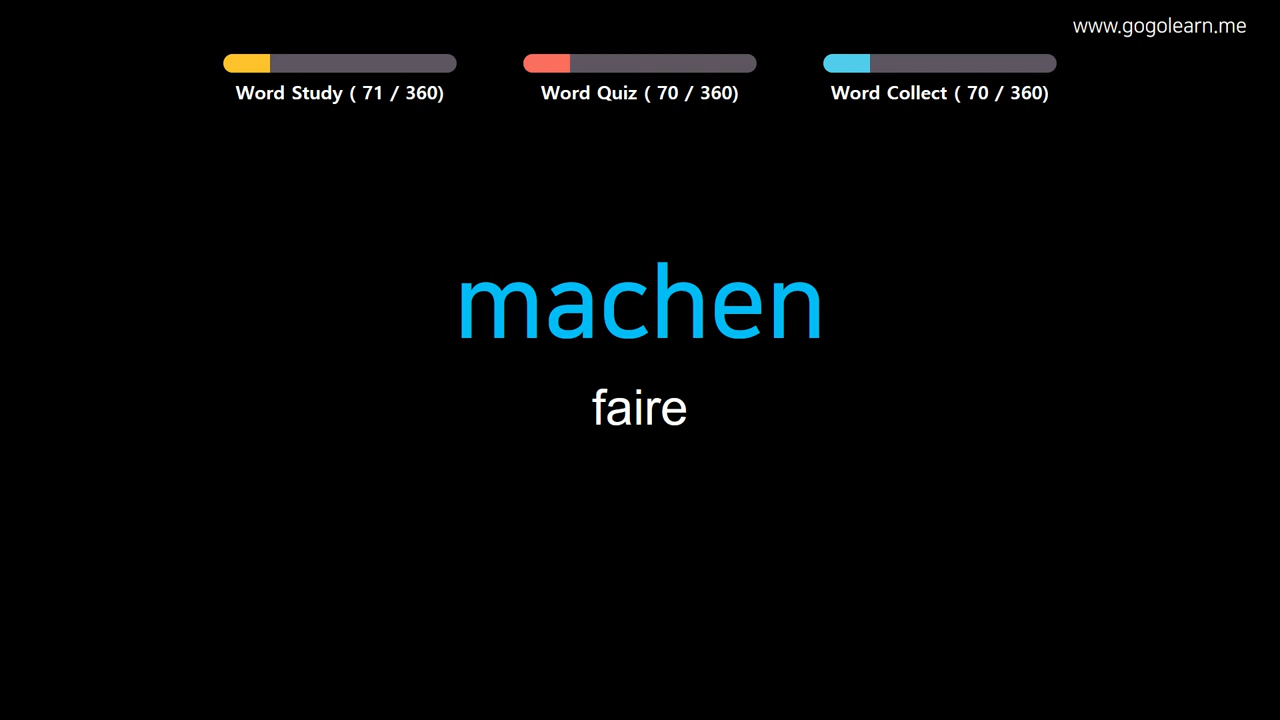 www.gogolearn.me
Word Study ( 71 / 360)
Word Quiz ( 70 / 360)
Word Collect ( 70 / 360)
machen
faire